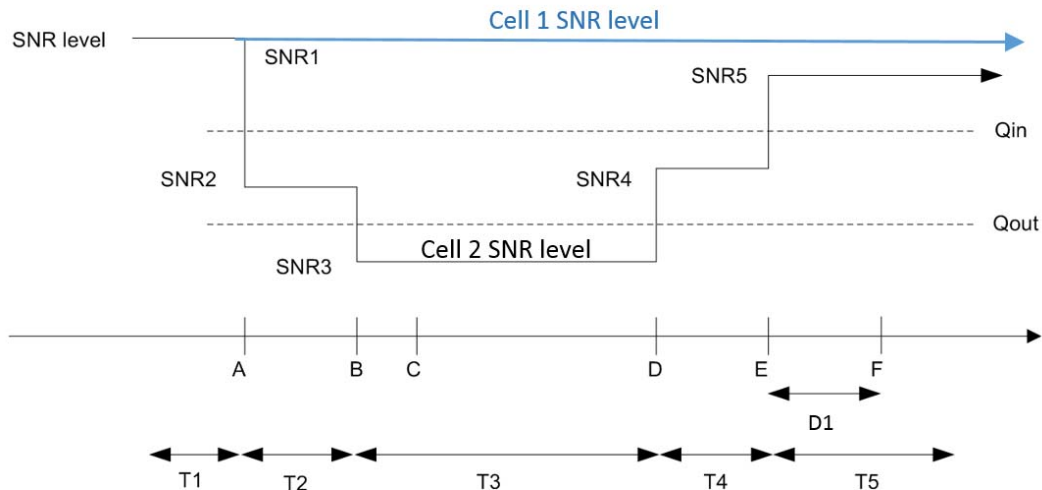 Cell 1 SNR level
SNR level
SNR1
SNR5
Qin
SNR2
SNR4
Qout
Cell 2 SNR level
SNR3
A B C D E F
D1
T1 T2 T3 T4 T5